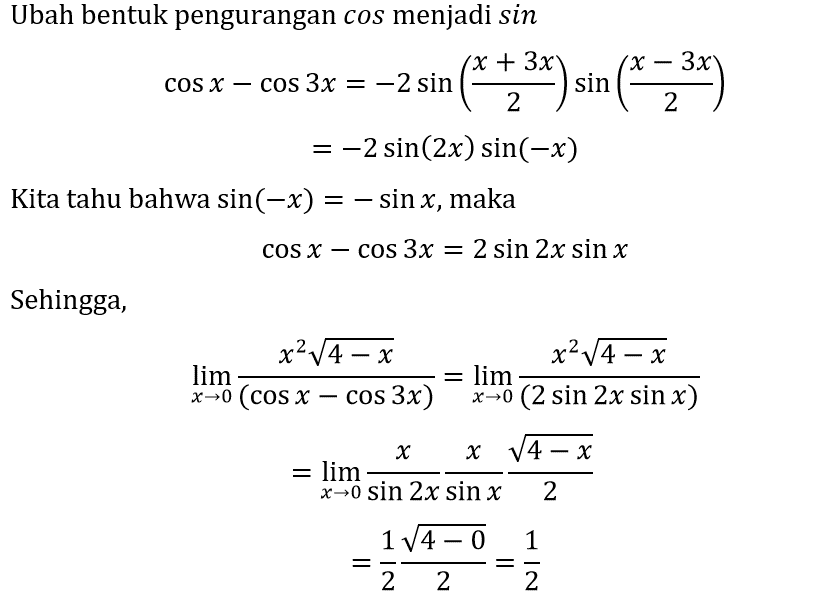 Ubah bentuk pengurangan cos menjadi sin
cos x − cos 3x = −2 sin ((x + 3x)/2) sin ((x − 3x)/2)
= −2 sin(2x) sin(−x)
Kita tahu bahwa sin(−x) = − sin x, maka
cos x − cos 3x = 2 sin 2x sin x
Sehingga,
lim x→0 x²√(4 − x)/(cos x − cos 3x) = lim x→0 x²√(4 − x)/(2 sin 2x sin x)
= lim x→0 x/sin 2x x/sin x √(4 − x)/2
= 1/2 √(4 − 0)/2 = 1/2